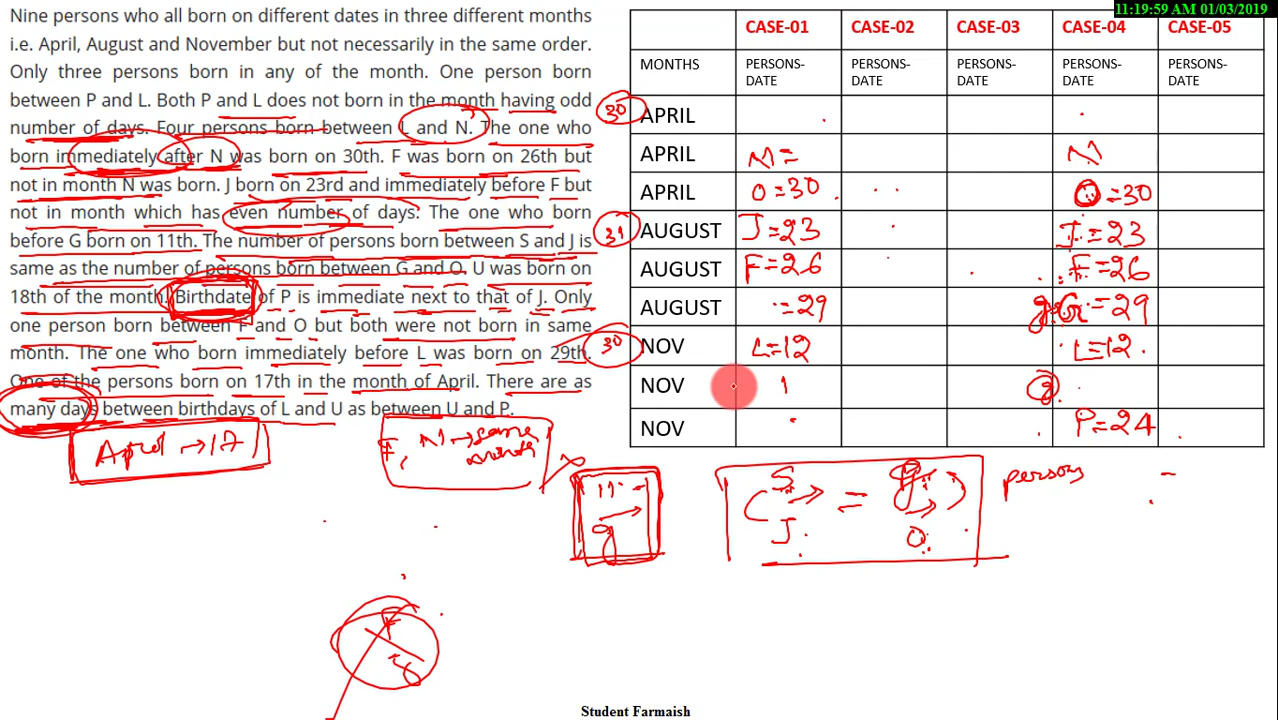 11:19:59 AM 01/03/2019
Nine persons who all born on different dates in three different months
i.e. April, August and November but not necessarily in the same order.
Only three persons born in any of the month. One person born
between P and L. Both P and L does not born in the month having odd
number of days. Four persons born between L and N. The one who
born immediately after N was born on 30th. F was born on 26th but
not in month N was born. J born on 23rd and immediately before F but
not in month which has even number of days. The one who born
before G born on 11th. The number of persons born between S and J is
same as the number of persons born between G and O. U was born on
18th of the month. Birthdate of P is immediate next to that of J. Only
one person born between F and O but both were not born in same
month. The one who born immediately before L was born on 29th.
One of the persons born on 17th in the month of April. There are as
many days between birthdays of L and U as between U and P.
CASE-01 CASE-02 CASE-03 CASE-04 CASE-05
MONTHS PERSONS-DATE PERSONS-DATE PERSONS-DATE PERSONS-DATE PERSONS-DATE
30 APRIL
APRIL N= N
APRIL O=30 O=30
31 AUGUST J=23 J=23
AUGUST F=26 F=26
AUGUST =29 G=29
30 NOV L=12 L=12
NOV
NOV P=24
April → 17
F, N → same
month
11
g
S = g
J O
persons
F
Student Farmaish